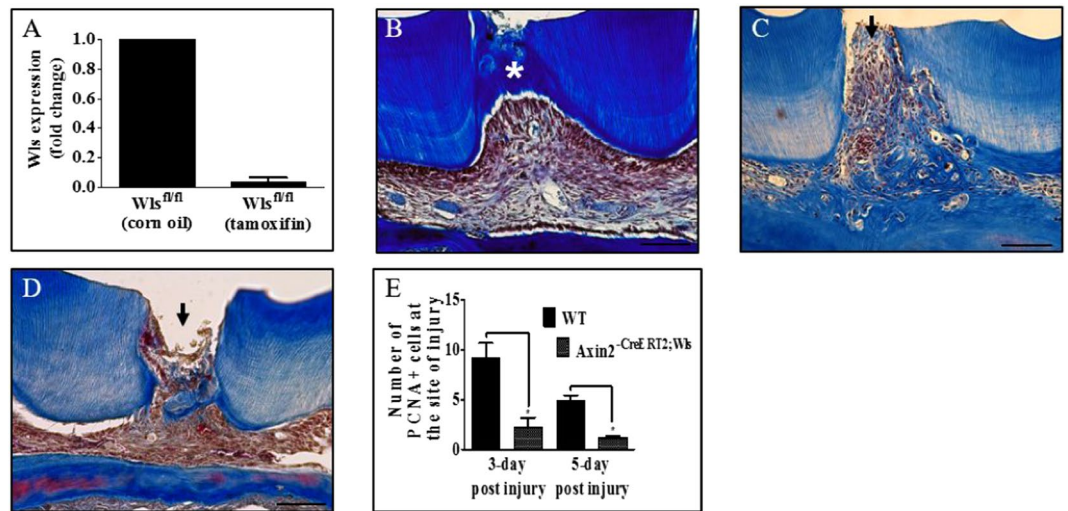 A
Wls expression
(fold change)
1.0
0.8
0.6
0.4
0.2
0.0
Wls fl/fl
(corn oil)
Wls fl/fl
(tamoxifin)
B
*
C
D
E
Number of
PCNA+ cells at
the site of injury
15
10
5
0
WT
Axin2-CreERT2;Wls
*
*
3-day
post injury
5-day
post injury